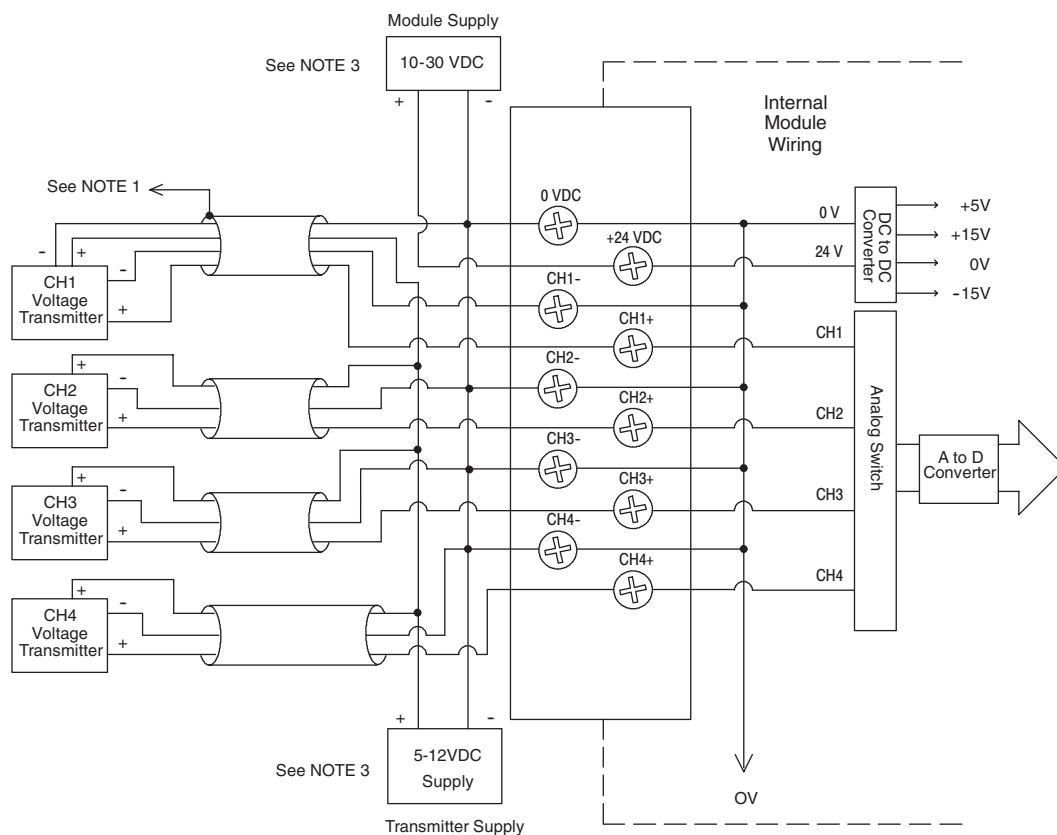 Module Supply
10-30 VDC
See NOTE 3
+ -
Internal
Module
Wiring
See NOTE 1
0 VDC
+24 VDC
CH1-
CH1+
CH2-
CH2+
CH3-
CH3+
CH4-
CH4+
0 V
24 V
DC to DC
Converter
+5V
+15V
0V
-15V
- +
-
+
CH1
Voltage
Transmitter
+
-
+
CH2
Voltage
Transmitter
+
-
+
CH3
Voltage
Transmitter
+
-
+
CH4
Voltage
Transmitter
CH1
CH2
CH3
CH4
Analog Switch
A to D
Converter
+ -
5-12VDC
Supply
See NOTE 3
Transmitter Supply
OV